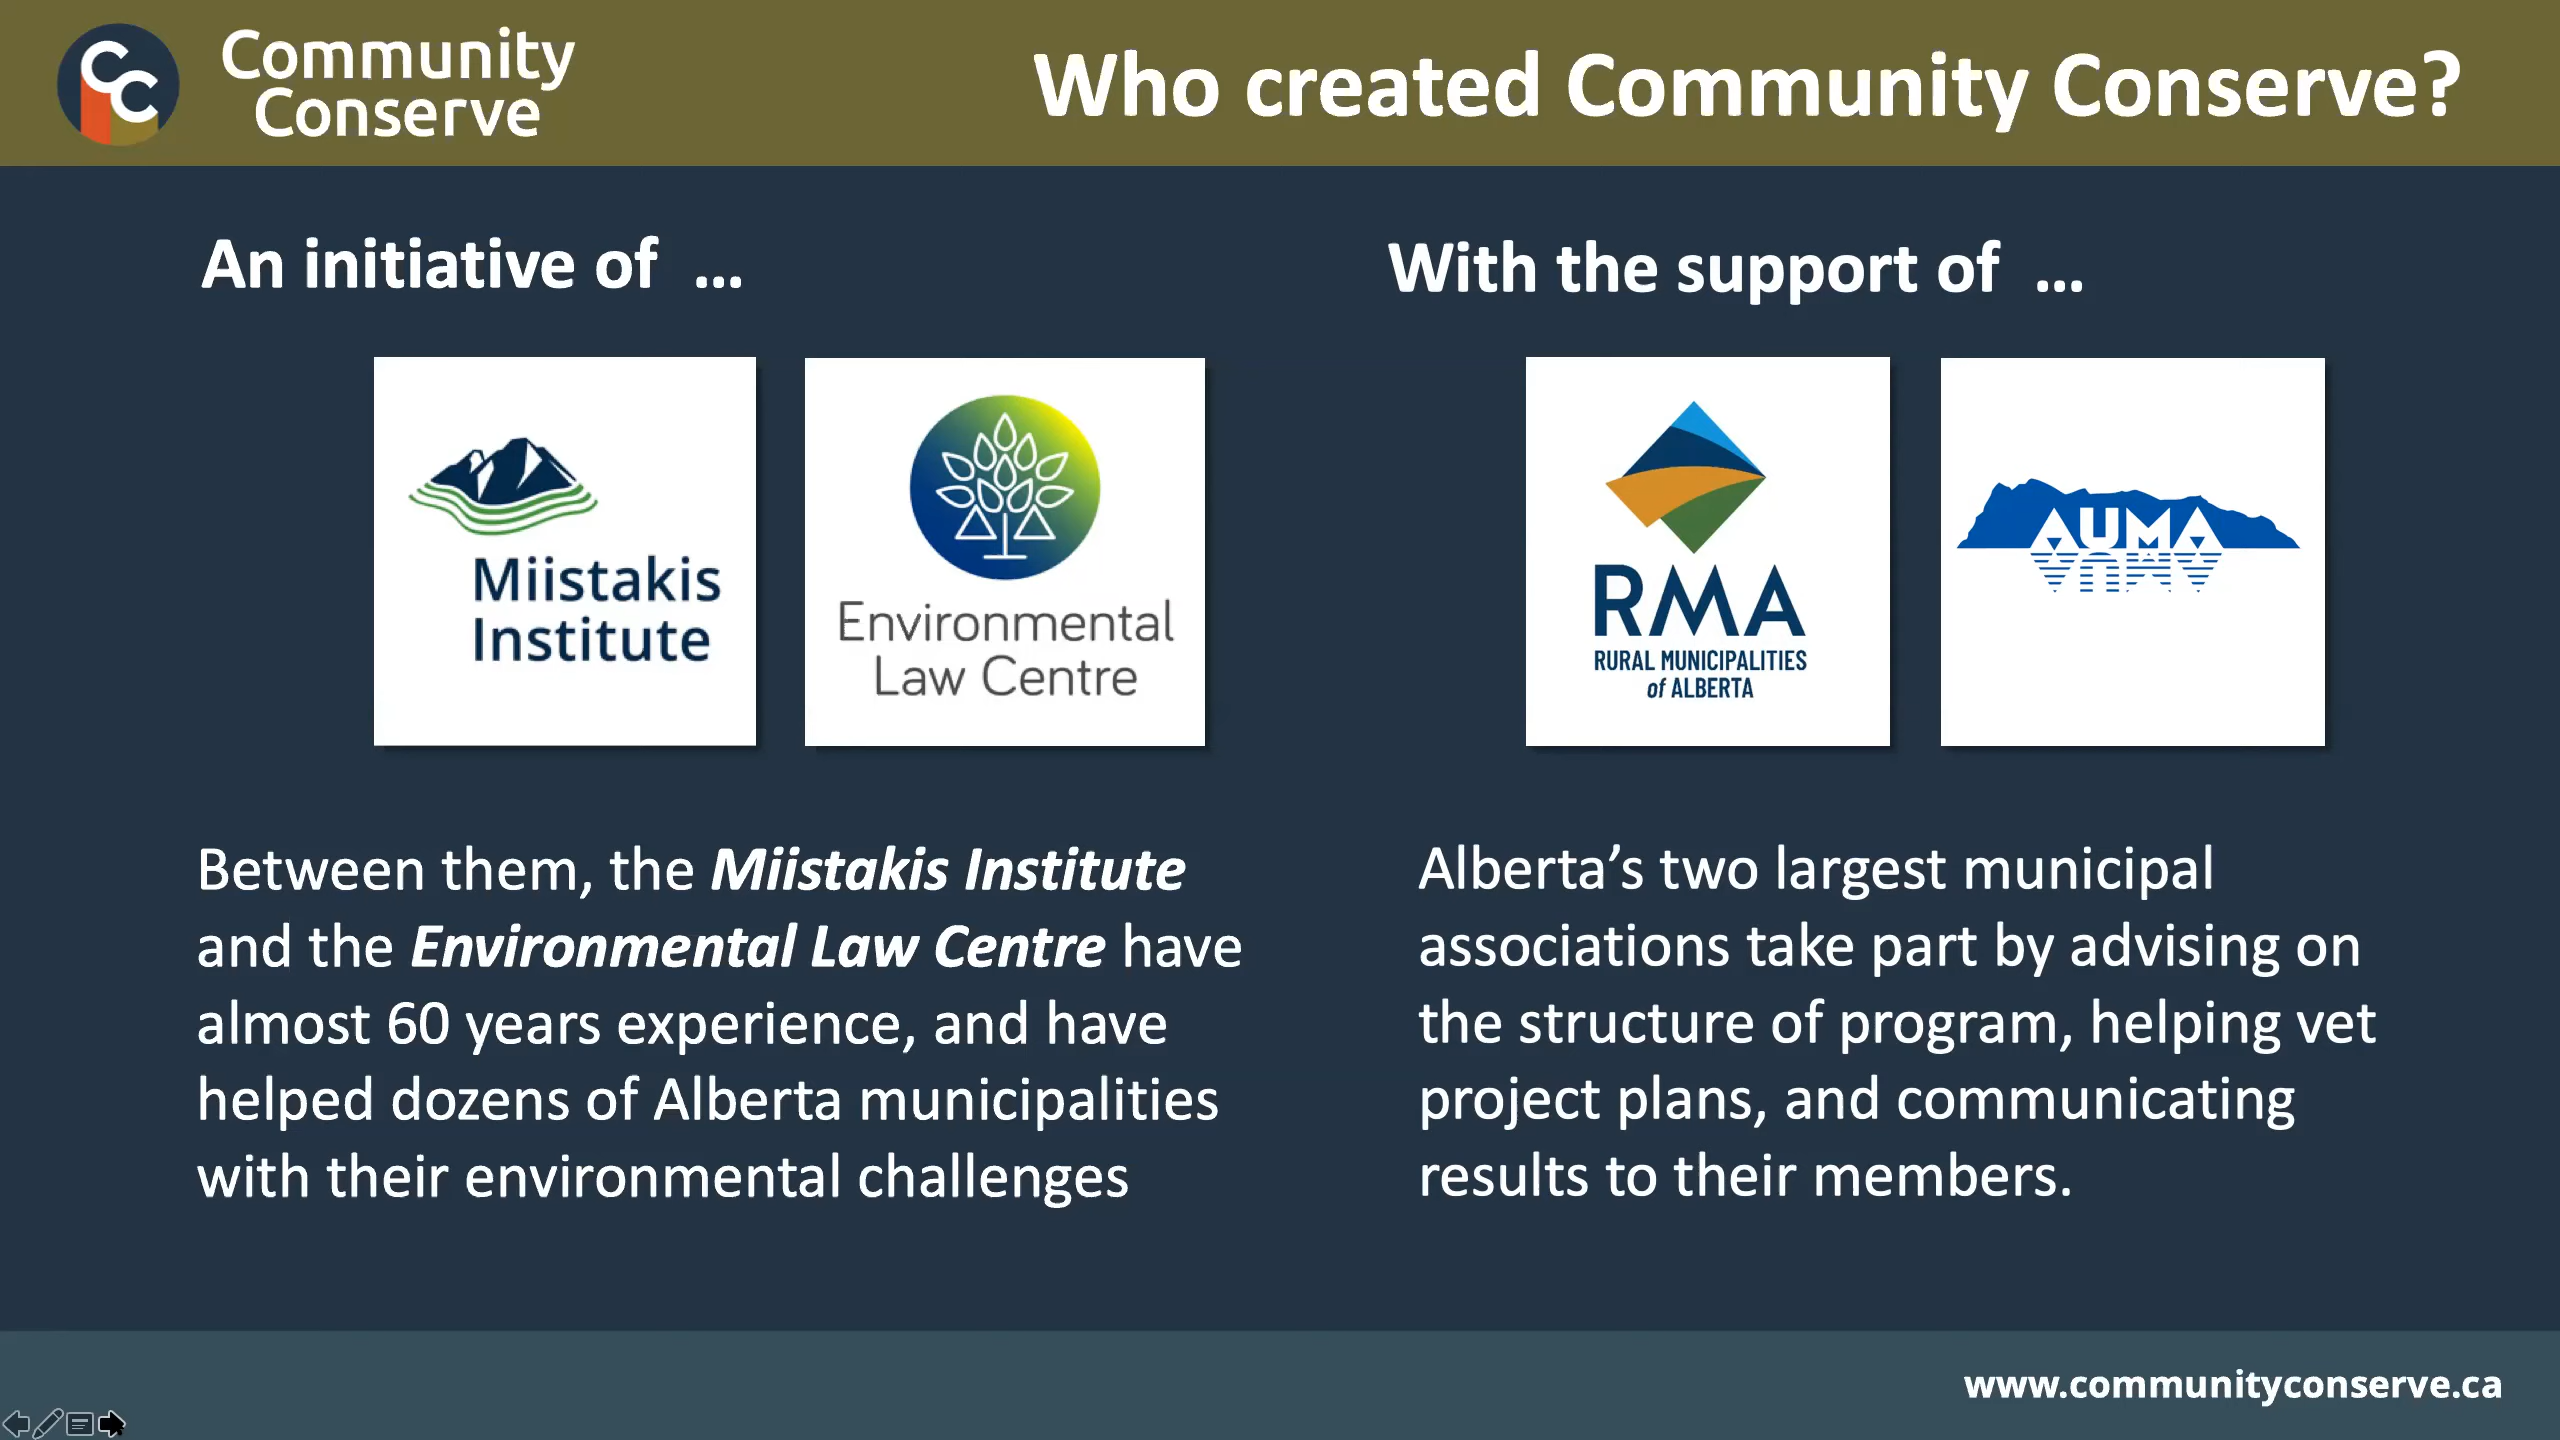 CC
Community
Conserve
Who created Community Conserve?
An initiative of ...
With the support of ...
Miistakis
Institute
Environmental
Law Centre
RMA
RURAL MUNICIPALITIES
of ALBERTA
AUMA
Between them, the Miistakis Institute
and the Environmental Law Centre have
almost 60 years experience, and have
helped dozens of Alberta municipalities
with their environmental challenges
Alberta’s two largest municipal
associations take part by advising on
the structure of program, helping vet
project plans, and communicating
results to their members.
www.communityconserve.ca